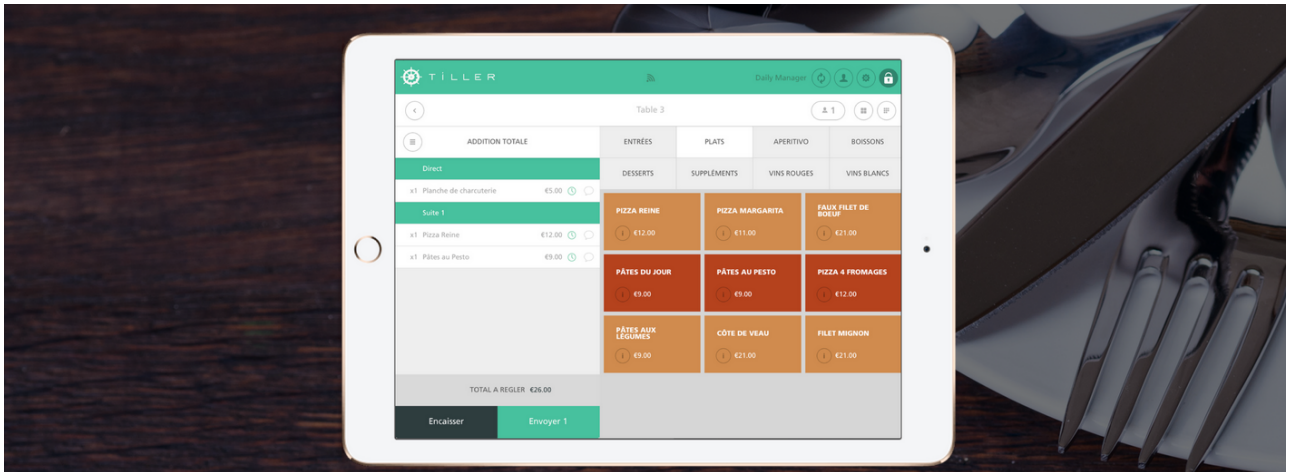 TiLLER
Daily Manager
Table 3
1
ADDITION TOTALE
ENTRÉES
PLATS
APERITIVO
BOISSONS
DESSERTS
SUPPLÉMENTS
VINS ROUGES
VINS BLANCS
Direct
x1 Planche de charcuterie €5.00
Suite 1
x1 Pizza Reine €12.00
x1 Pâtes au Pesto €9.00
PIZZA REINE
i €12.00
PIZZA MARGARITA
i €11.00
FAUX FILET DE
BOEUF
i €21.00
PÂTES DU JOUR
i €9.00
PÂTES AU PESTO
i €9.00
PIZZA 4 FROMAGES
i €12.00
PÂTES AUX
LÉGUMES
i €9.00
CÔTE DE VEAU
i €21.00
FILET MIGNON
i €21.00
TOTAL A REGLER €26.00
Encaisser
Envoyer 1